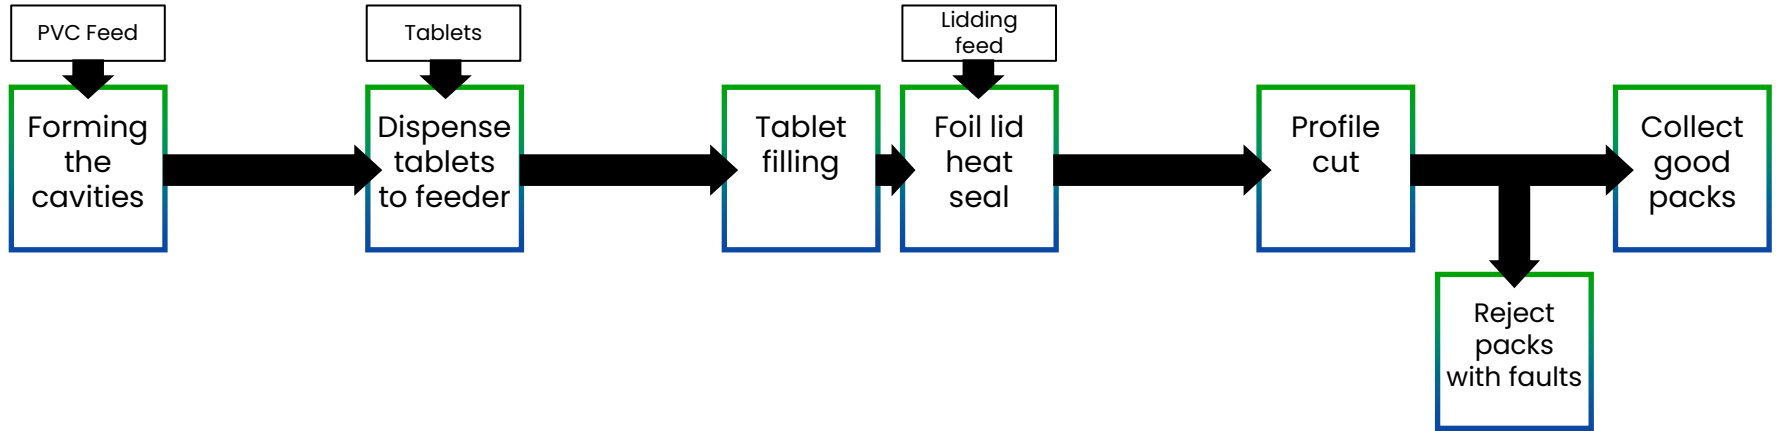 PVC Feed
Tablets
Lidding
feed
Forming
the
cavities
Dispense
tablets
to feeder
Tablet
filling
Foil lid
heat
seal
Profile
cut
Collect
good
packs
Reject
packs
with faults